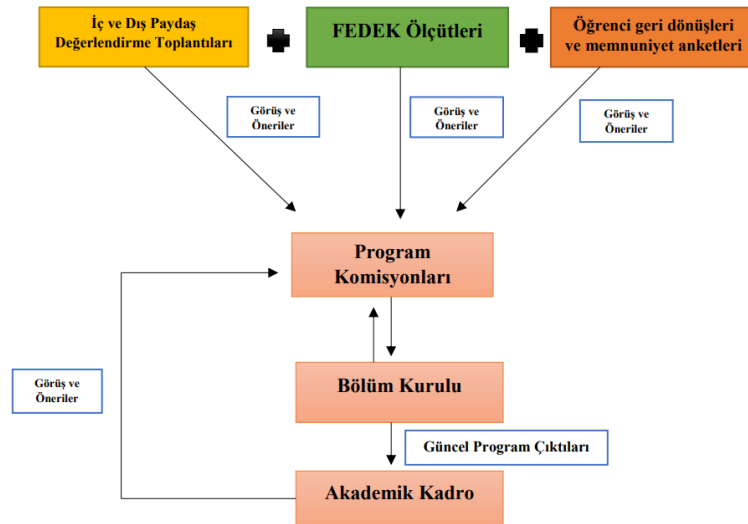 İç ve Dış Paydaş
Değerlendirme Toplantıları
FEDEK Ölçütleri
Öğrenci geri dönüşleri
ve memnuniyet anketleri
Görüş ve
Öneriler
Görüş ve
Öneriler
Görüş ve
Öneriler
Program
Komisyonları
Görüş ve
Öneriler
Bölüm Kurulu
Güncel Program Çıktıları
Akademik Kadro